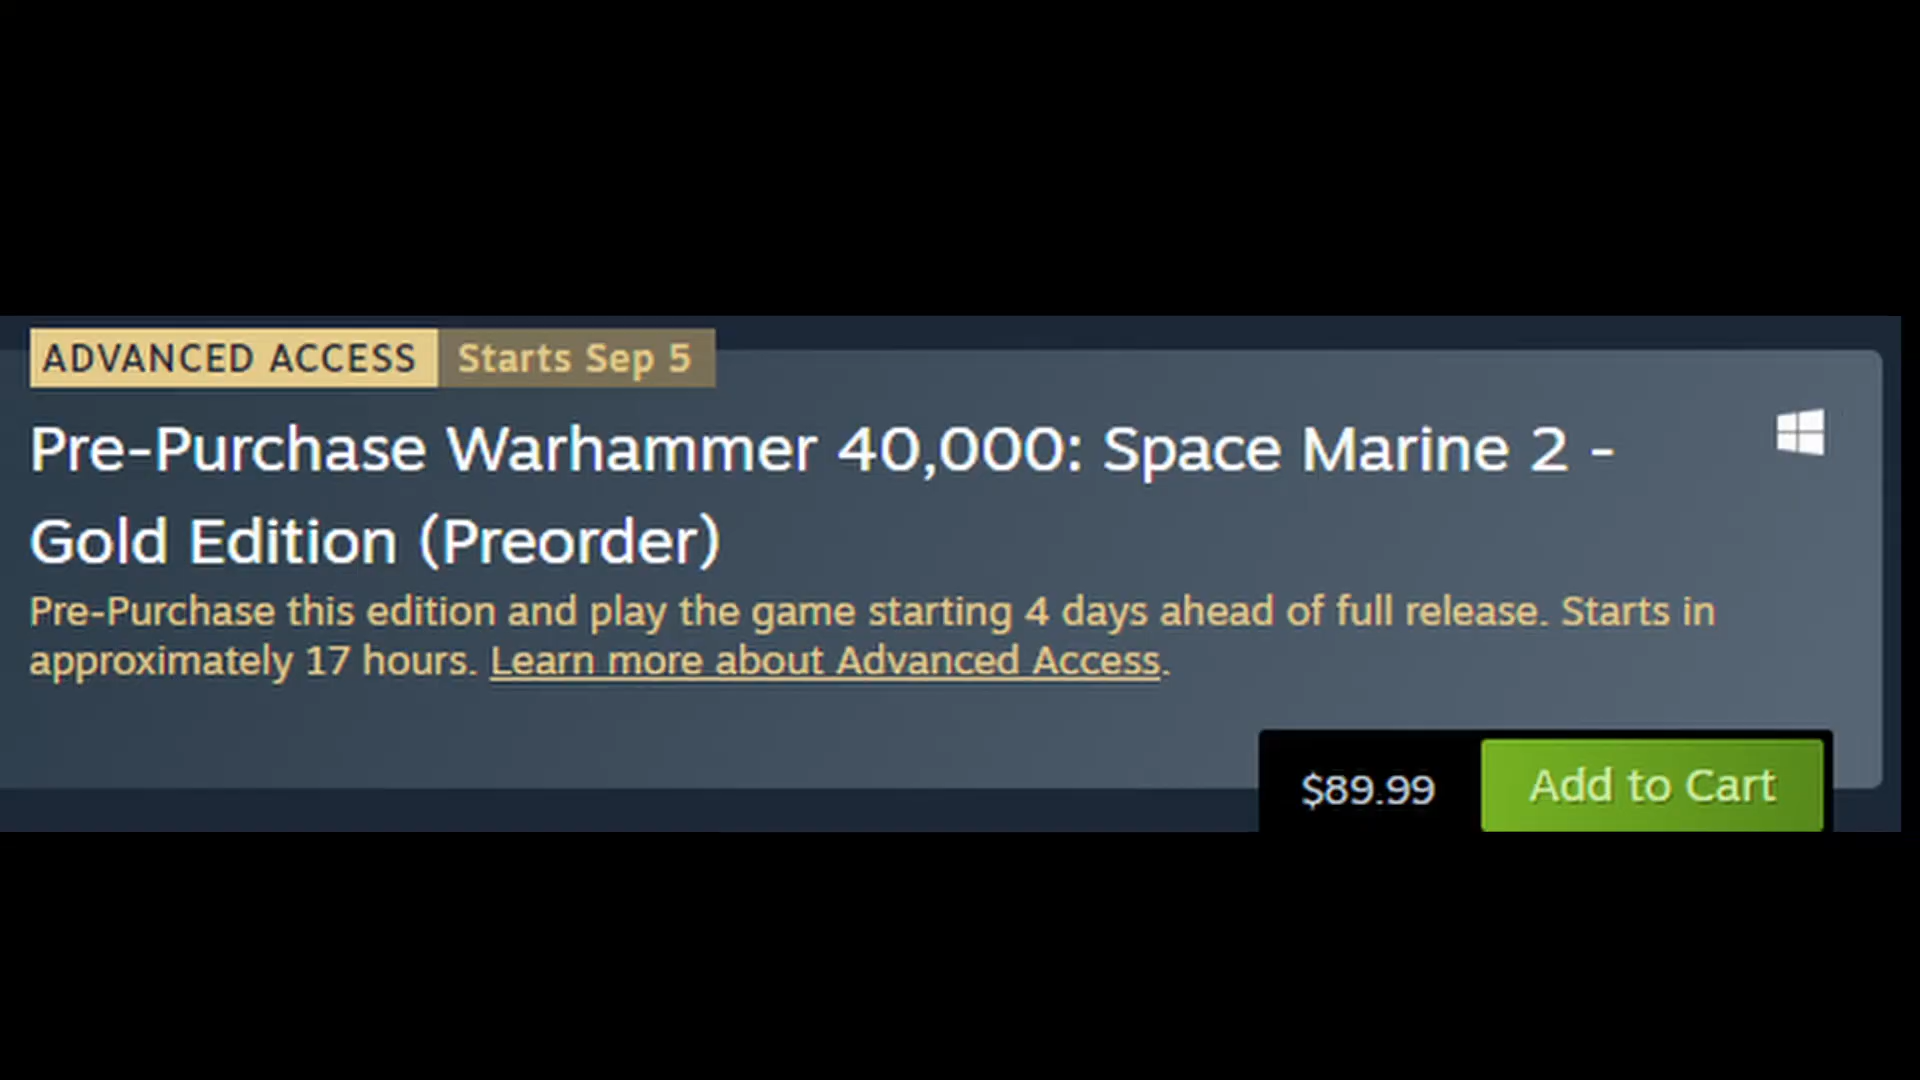 ADVANCED ACCESS Starts Sep 5
Pre-Purchase Warhammer 40,000: Space Marine 2 -
Gold Edition (Preorder)
Pre-Purchase this edition and play the game starting 4 days ahead of full release. Starts in
approximately 17 hours. Learn more about Advanced Access.
$89.99 Add to Cart